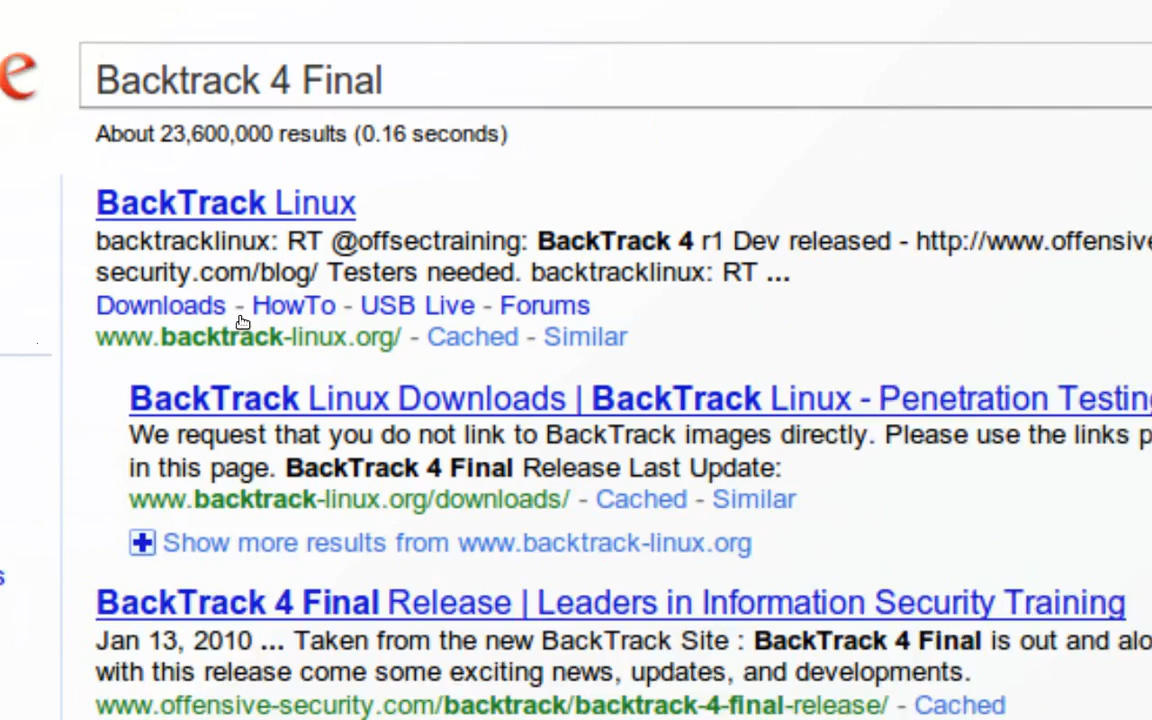 e
Backtrack 4 Final
About 23,600,000 results (0.16 seconds)
BackTrack Linux
backtracklinux: RT @offsectraining: BackTrack 4 r1 Dev released - http://www.offensive
security.com/blog/ Testers needed. backtracklinux: RT ...
Downloads - HowTo - USB Live - Forums
www.backtrack-linux.org/ - Cached - Similar
BackTrack Linux Downloads | BackTrack Linux - Penetration Testing
We request that you do not link to BackTrack images directly. Please use the links p
in this page. BackTrack 4 Final Release Last Update:
www.backtrack-linux.org/downloads/ - Cached - Similar
Show more results from www.backtrack-linux.org
s
BackTrack 4 Final Release | Leaders in Information Security Training
Jan 13, 2010 ... Taken from the new BackTrack Site : BackTrack 4 Final is out and alo
with this release come some exciting news, updates, and developments.
www.offensive-security.com/backtrack/backtrack-4-final-release/ - Cached